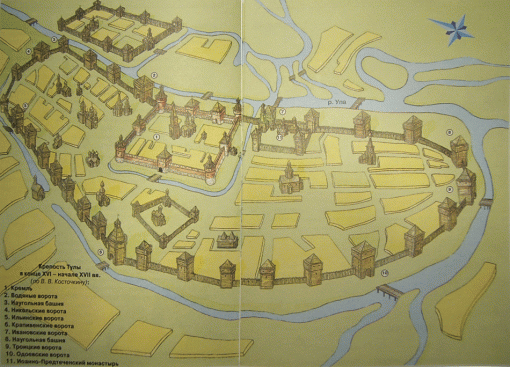 р. Упа
Крепость Тулы
в конце XVI – начале XVII вв.
(по В. В. Косточкину):
1. Кремль
2. Водяные ворота
3. Наугольная башня
4. Никольские ворота
5. Ильинские ворота
6. Крапивенские ворота
7. Ивановские ворота
8. Наугольная башня
9. Троицкие ворота
10. Одоевские ворота
11. Иоанно-Предтеченский монастырь